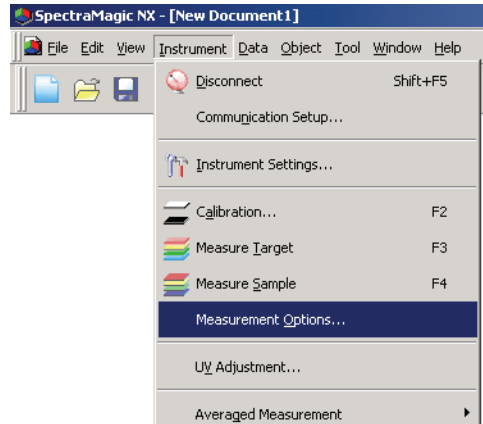 SpectraMagic NX - [New Document1]
File Edit View Instrument Data Object Tool Window Help
Disconnect Shift+F5
Communication Setup...
Instrument Settings...
Calibration... F2
Measure Target F3
Measure Sample F4
Measurement Options...
UV Adjustment...
Averaged Measurement